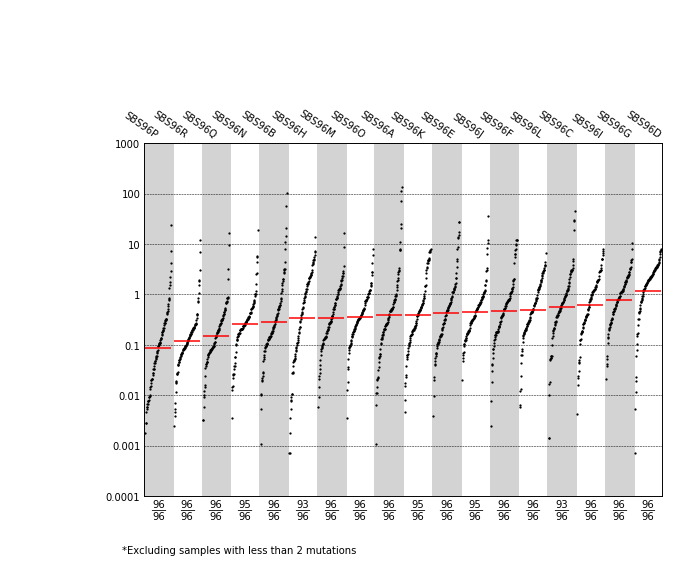 SBS96P SBS96R SBS96Q SBS96N SBS96B SBS96H SBS96M SBS96O SBS96A SBS96K SBS96E SBS96J SBS96F SBS96L SBS96C SBS96I SBS96G SBS96D
1000
100
10
1
0.1
0.01
0.001
0.0001
96 96 96 95 96 93 96 96 96 95 96 95 96 96 93 96 96 96
96 96 96 96 96 96 96 96 96 96 96 96 96 96 96 96 96 96
*Excluding samples with less than 2 mutations